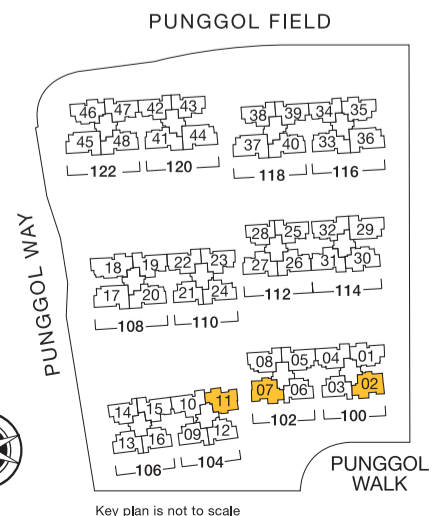 PUNGGOL FIELD
46 47 42 43 38 39 34 35
45 48 41 44 37 40 33 36
122 120 118 116
PUNGGOL WAY
28 25 32 29
18 19 22 23 27 26 31 30
17 20 21 24 112 114
108 110
08 05 04 01
14 15 10 11 07 06 03 02
13 16 09 12 102 100
106 104
PUNGGOL
WALK
Key plan is not to scale